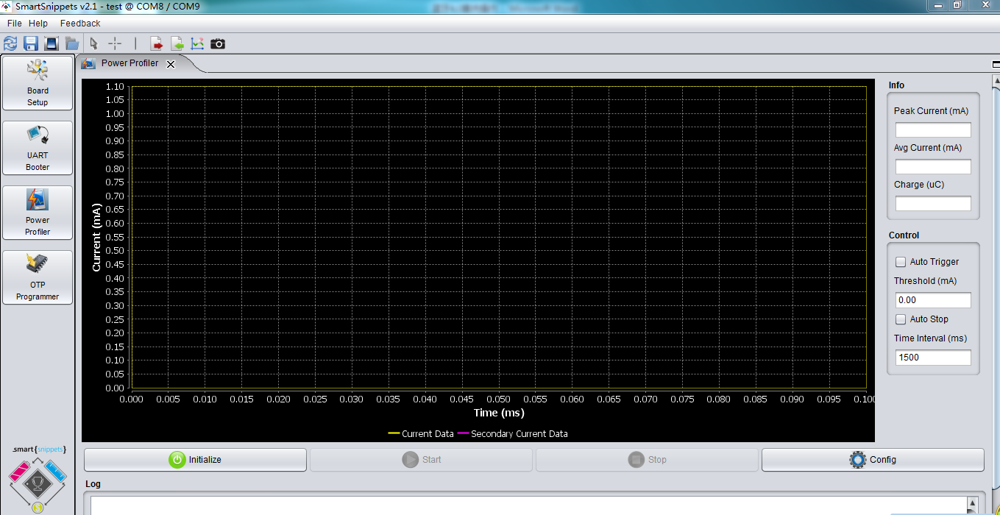 SmartSnippets v2.1 - test @ COM8 / COM9
File Help Feedback
Power Profiler
Board
Setup
UART
Booter
Power
Profiler
OTP
Programmer
.smart{snippets}
1.10
1.05
1.00
0.95
0.90
0.85
0.80
0.75
0.70
0.65
0.60
0.55
0.50
0.45
0.40
0.35
0.30
0.25
0.20
0.15
0.10
0.05
0.00
Current (mA)
0.000 0.005 0.010 0.015 0.020 0.025 0.030 0.035 0.040 0.045 0.050 0.055 0.060 0.065 0.070 0.075 0.080 0.085 0.090 0.095 0.100
Time (ms)
Current Data Secondary Current Data
Info
Peak Current (mA)
Avg Current (mA)
Charge (uC)
Control
Auto Trigger
Threshold (mA)
0.00
Auto Stop
Time Interval (ms)
1500
Initialize Start Stop Config
Log